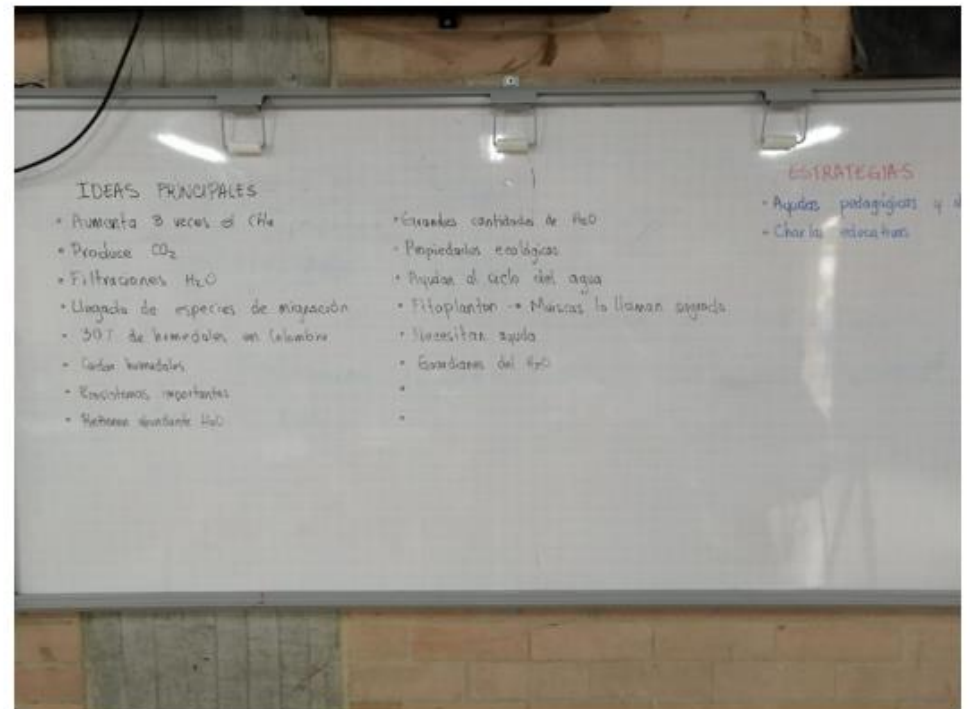 IDEAS PRINCIPALES
• Aumenta 3 veces el CH4
• Produce CO2
• Filtraciones H2O
• Llegada de especies de migración
• 30% de humedales en Colombia
• Cuidar humedales
• Ecosistemas importantes
• Retienen abundante H2O
• Grandes cantidades de H2O
• Propiedades ecológicas
• Ayudan al ciclo del agua
• Fitoplanton → Muiscas lo llaman
• Necesitan ayuda
• Guardianes del H2O
•
•
ESTRATEGIAS
• Ayudas pedagógicas y
• Charlas educativas